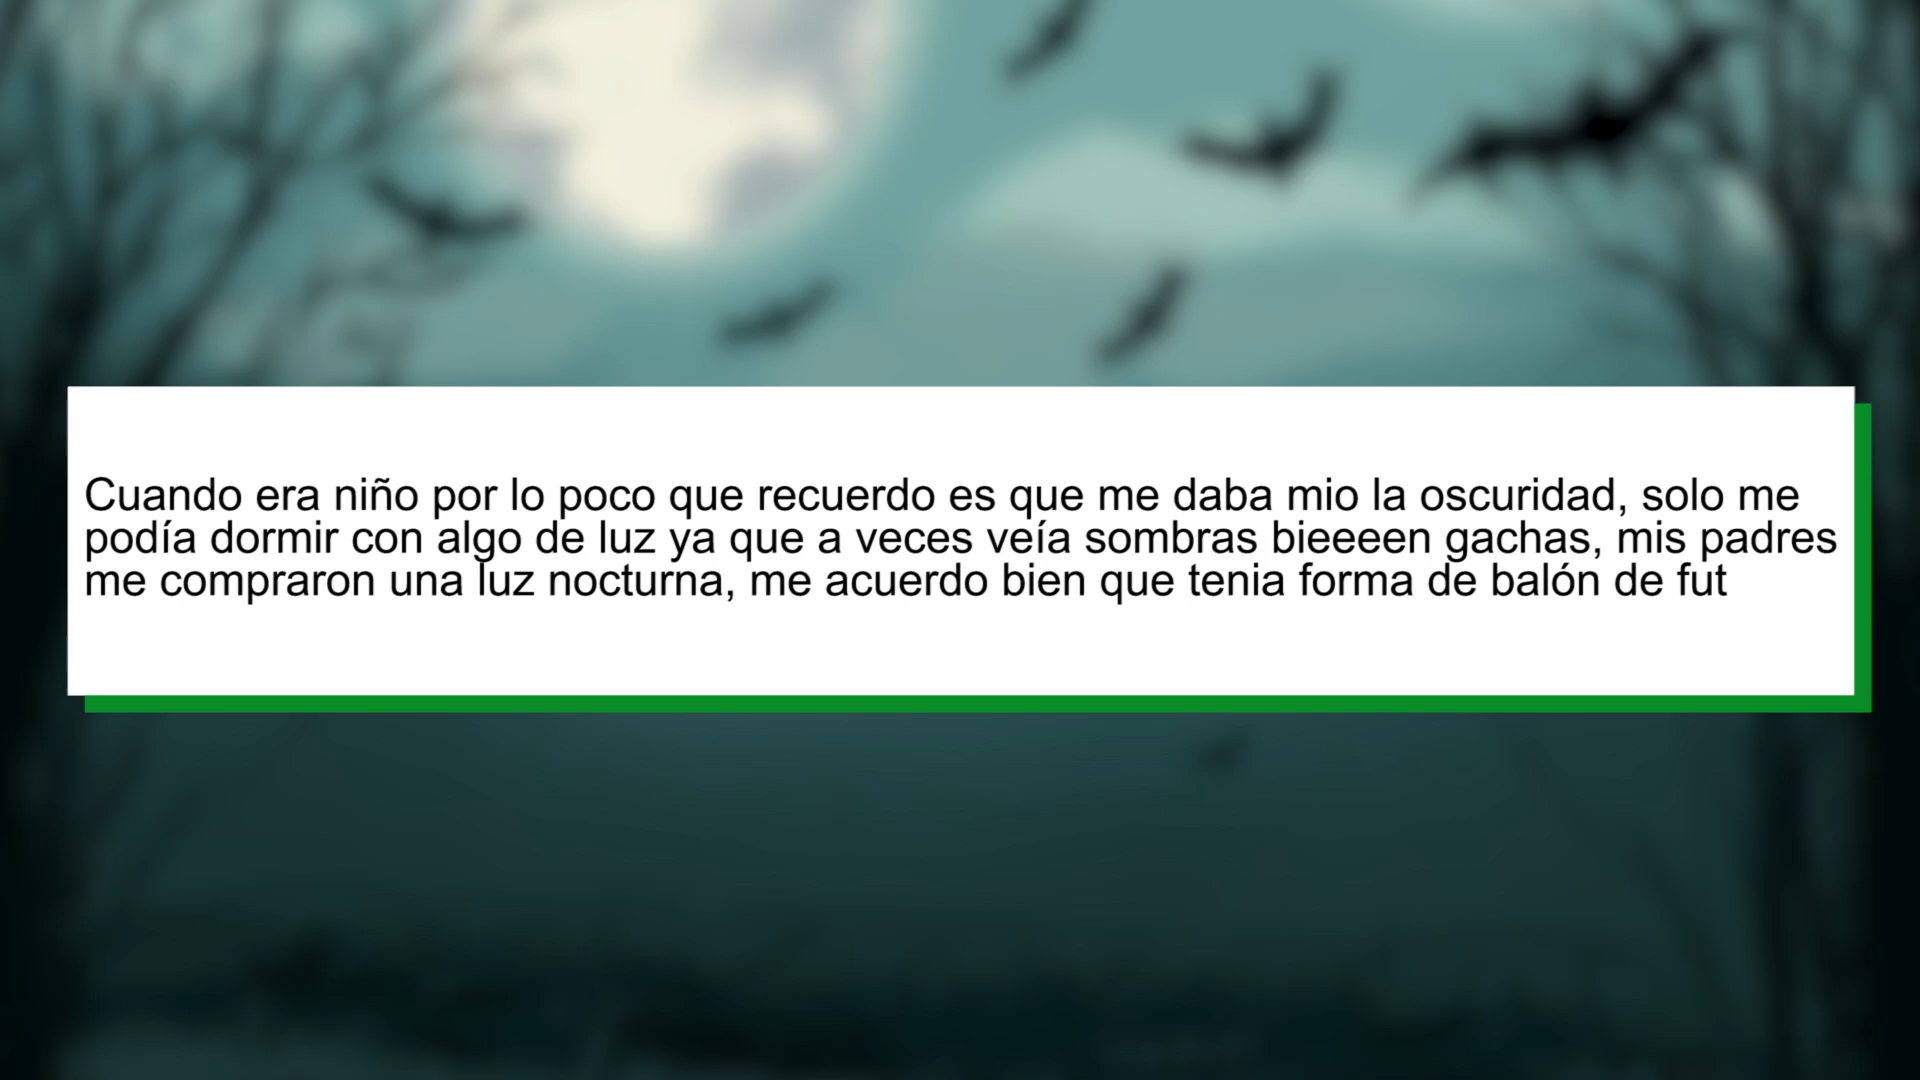 Cuando era niño por lo poco que recuerdo es que me daba mio la oscuridad, solo me
podía dormir con algo de luz ya que a veces veía sombras bieeeen gachas, mis padres
me compraron una luz nocturna, me acuerdo bien que tenia forma de balón de fut